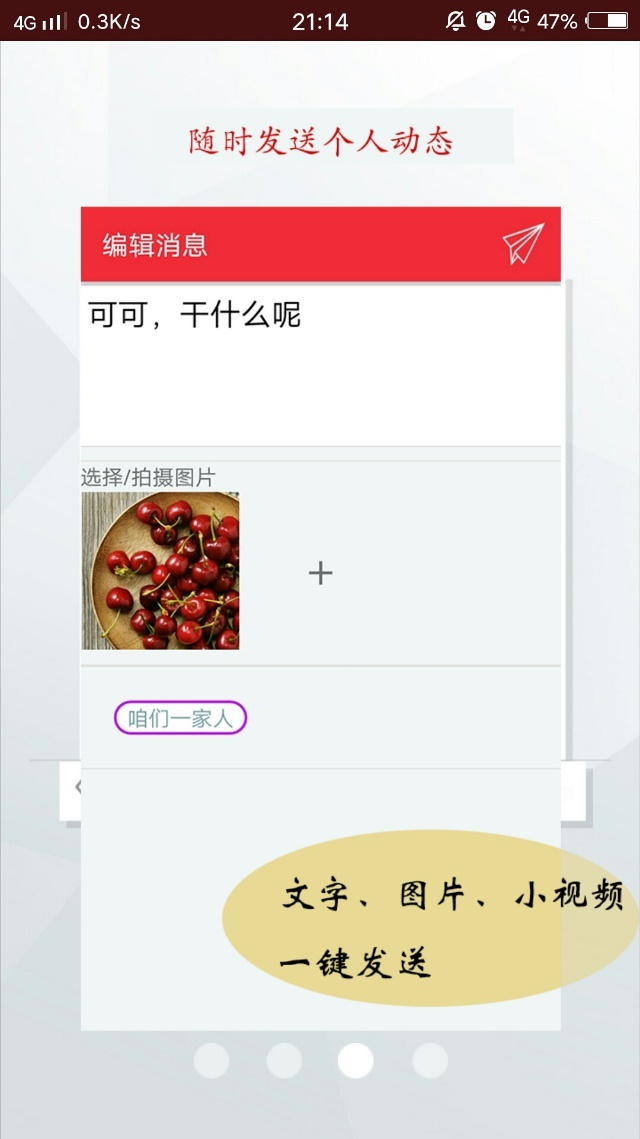 4G 0.3K/s 21:14 4G 47%
随时发送个人动态
编辑消息
可可，干什么呢
选择/拍摄图片
+
咱们一家人
文字、图片、小视频
一键发送